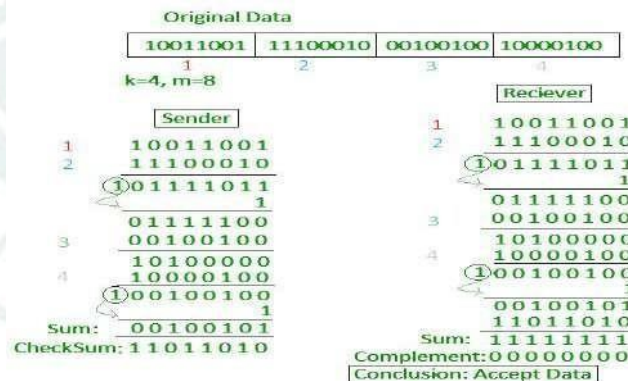 Original Data
10011001 11100010 00100100 10000100
1 2 3 4
k=4, m=8
Sender
1 10011001
2 11100010
1 01111011
1
01111100
3 00100100
10100000
4 10000100
1 00100100
1
Sum: 00100101
CheckSum: 11011010
Reciever
1 10011001
2 11100010
1 01111011
1
01111100
3 00100100
10100000
4 10000100
1 00100100
1
00100101
11011010
Sum: 11111111
Complement: 00000000
Conclusion: Accept Data